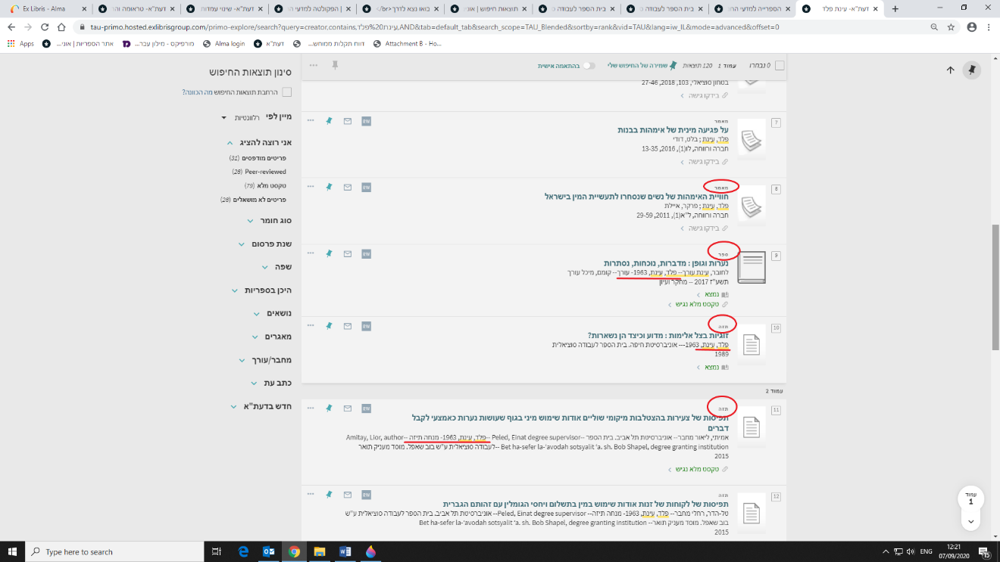 Ex Libris - Alma
דעת"א- טראומה והד
דעת"א- שינוי עמדות
הפקולטה למדעי הח |
בואו נצא לדרך<br/>
תוצאות חיפוש | אוני
בית הספר לעבודה ס
בית הספר לעבודה ס
הספרייה למדעי החב
דעת"א- עינת פלד
tau-primo.hosted.exlibrisgroup.com/primo-explore/search?query=creator,contains,עינת%20פלד,AND&tab=default_tab&search_scope=TAU_Blended&sortby=rank&vid=TAU&lang=iw_IL&mode=advanced&offset=0
Apps
אתר הספריות | אוני...
מורפיקס - מילון עבר...
Alma login
דעת"א
דווח תקלות ממוחש...
Attachment B - Ho...
0 נבחרו
עמוד 1
120 תוצאות
שמירה של החיפוש שלי
בהתאמה אישית
בטחון סוציאלי, 103, 2018, 27-46
בידקו גישה
7
מאמר
על פגיעה מינית של אימהות בבנות
פלד, עינת ; בלט, דודי
חברה ורווחה, לו(1), 2016, 13-35
בידקו גישה
8
מאמר
חוויית האימהות של נשים שנסחרו לתעשיית המין בישראל
פלד, עינת ; פרקר, איילת
חברה ורווחה, ל"א(1), 2011, 29-59
בידקו גישה
9
ספר
נערות וגופן : מדברות, נוכחות, נסתרות
לחובר, עינת עורך-- פלד, עינת, 1963- עורך-- קומם, מיכל עורך
תשע"ז 2017 -- מחקר ועיון
נמצא
טקסט מלא נגיש
10
תזה
זוגיות בצל אלימות : מדוע וכיצד הן נשארות?
פלד, עינת, 1963--- אוניברסיטת חיפה. בית הספר לעבודה סוציאלית
1989
נמצא
עמוד 2
11
תזה
תפיסות של צעירות בהצטלבות מיקומי שוליים אודות שימוש מיני בגוף שעושות נערות כאמצעי לקבל
דברים
אמיתי, ליאור מחבר-- אוניברסיטת תל אביב. בית הספר --Peled, Einat degree supervisor --פלד, עינת, 1963- מנחה תיזה --Amitay, Lior, author
Bet ha-sefer la-ʻavodah sotsyalit ʻa. sh. Bob Shapel, degree granting institution --לעבודה סוציאלית ע"ש בוב שאפל. מוסד מעניק תואר
2015
טקסט מלא נגיש
12
תזה
תפיסות של לקוחות של זנות אודות שימוש במין בתשלום ויחסי הגומלין עם זהותם הגברית
טל-הדר, רחלי מחבר-- פלד, עינת, 1963- מנחה תיזה-- Peled, Einat degree supervisor-- אוניברסיטת תל אביב. בית הספר לעבודה סוציאלית ע"ש
בוב שאפל. מוסד מעניק תואר-- Bet ha-sefer la-ʻavodah sotsyalit ʻa. sh. Bob Shapel, degree granting institution
2015
סינון תוצאות החיפוש
הרחבת תוצאות החיפוש מה הכוונה?
מיין לפי רלוונטיות
אני רוצה להציג
פריטים מודפסים (31)
Peer-reviewed (28)
טקסט מלא (79)
פריטים לא מושאלים (28)
סוג חומר
שנת פרסום
שפה
היכן בספריות
נושאים
מאגרים
מחבר/עורך
כתב עת
חדש בדעת"א
עמוד
1
Type here to search
ENG
12:21
07/09/2020
15